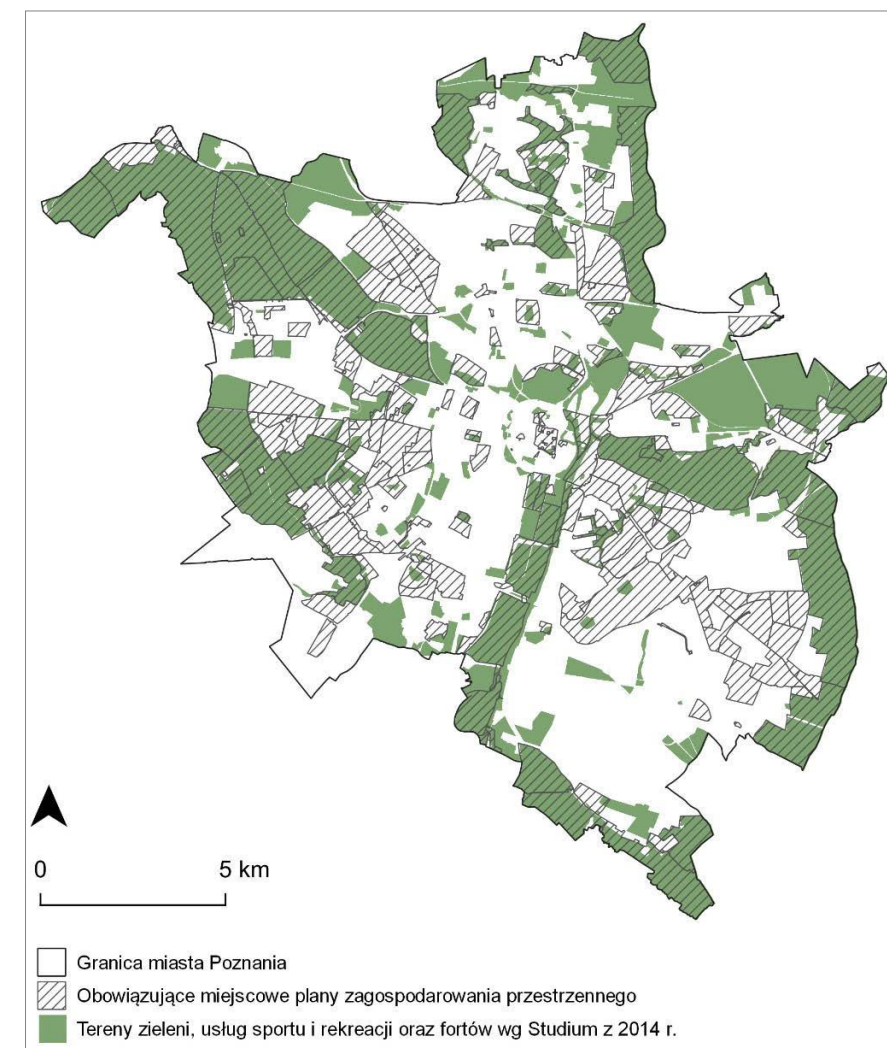 0 5 km
Granica miasta Poznania
Obowiązujące miejscowe plany zagospodarowania przestrzennego
Tereny zieleni, usług sportu i rekreacji oraz fortów wg Studium z 2014 r.